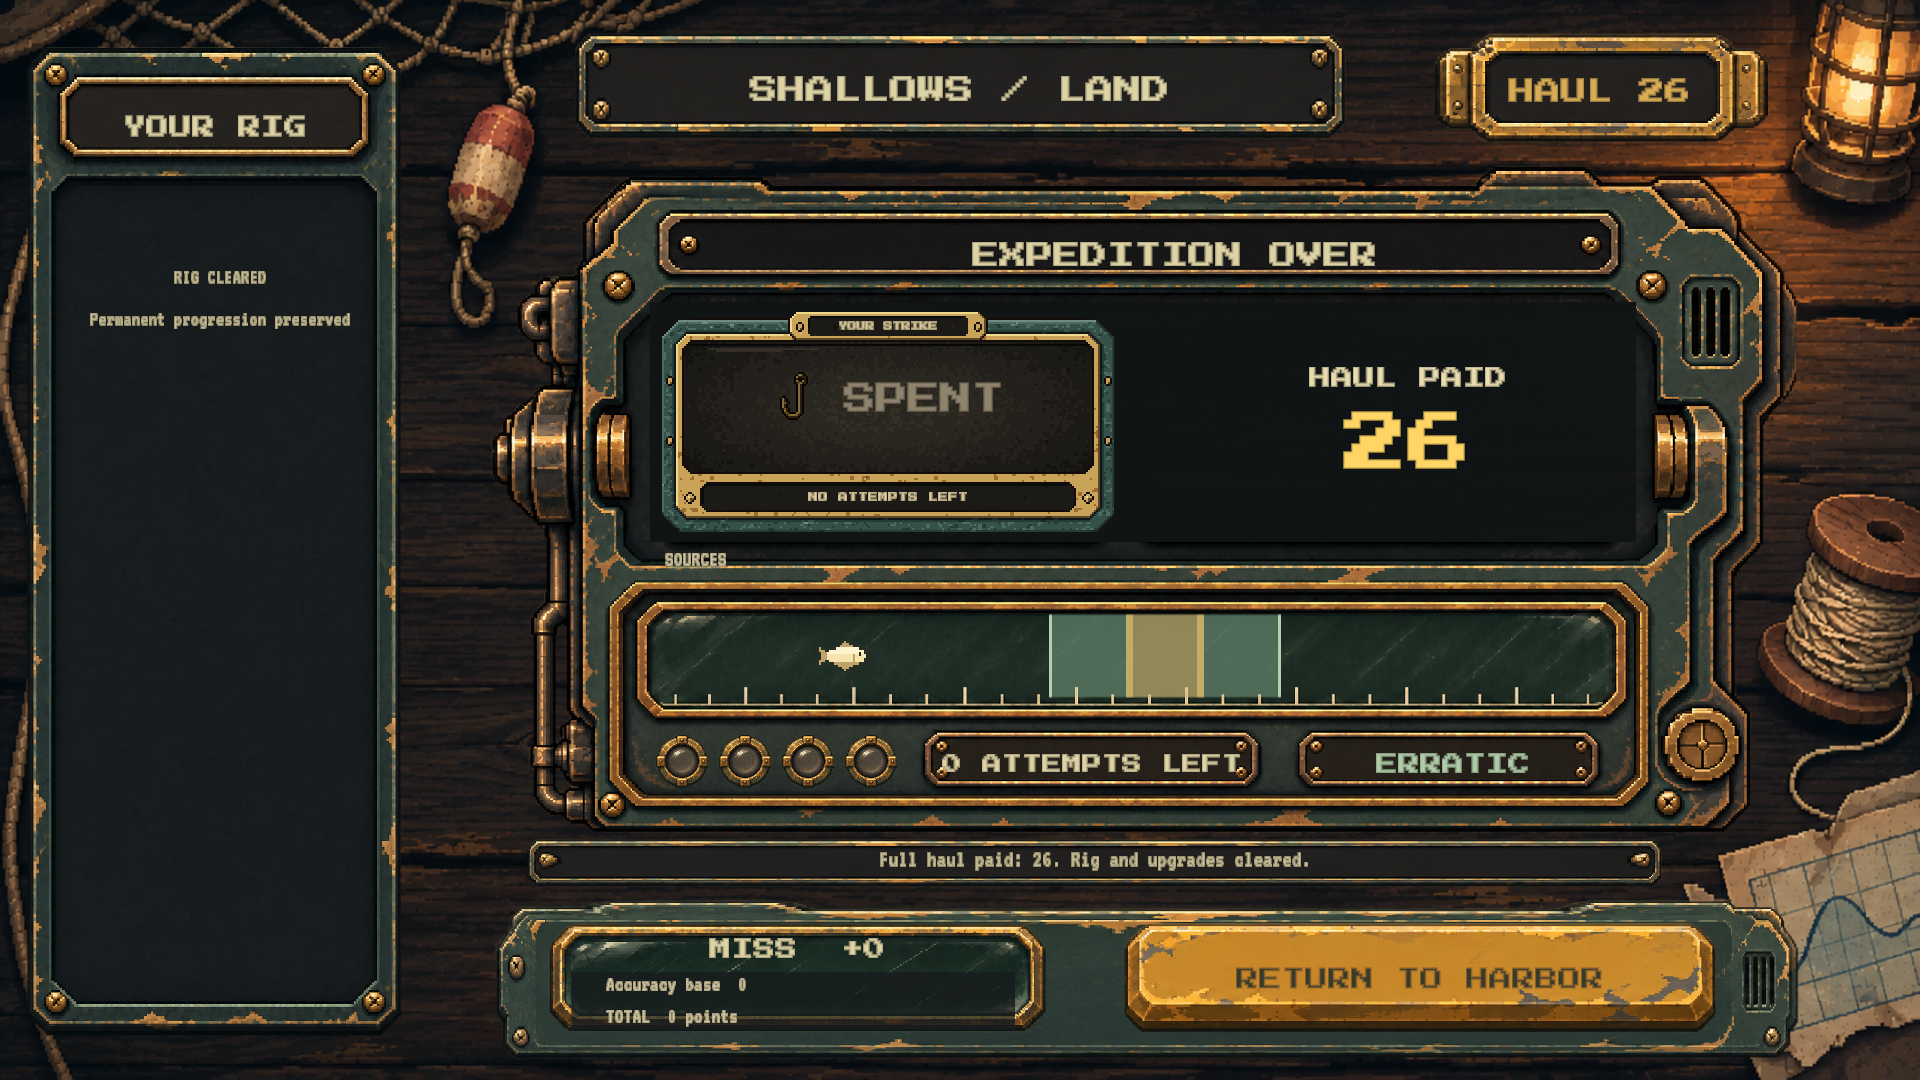 SHALLOWS / LAND
HAUL 26
YOUR RIG
RIG CLEARED
Permanent progression preserved
EXPEDITION OVER
YOUR STRIKE
SPENT
NO ATTEMPTS LEFT
HAUL PAID
26
SOURCES
0 ATTEMPTS LEFT
ERRATIC
Full haul paid: 26. Rig and upgrades cleared.
MISS +0
Accuracy base 0
TOTAL 0 points
RETURN TO HARBOR